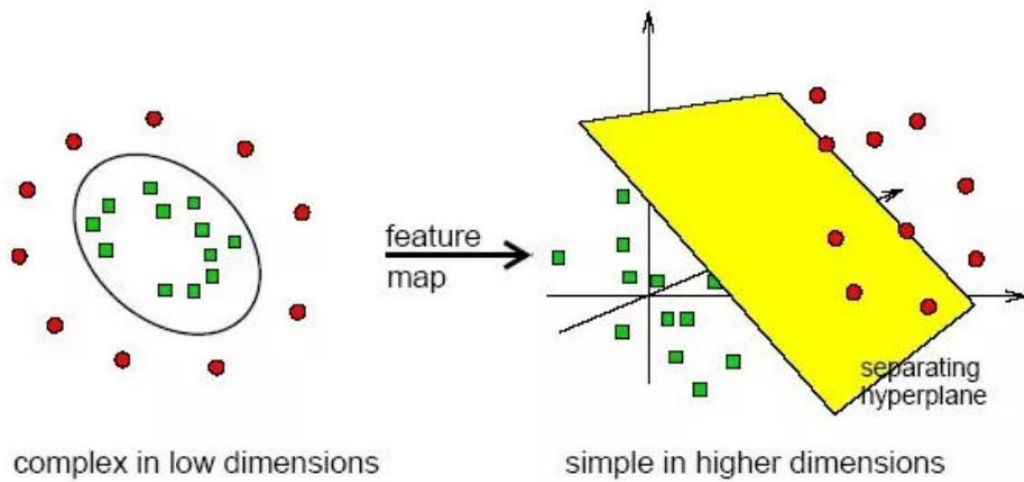 feature
map
separating
hyperplane
complex in low dimensions
simple in higher dimensions